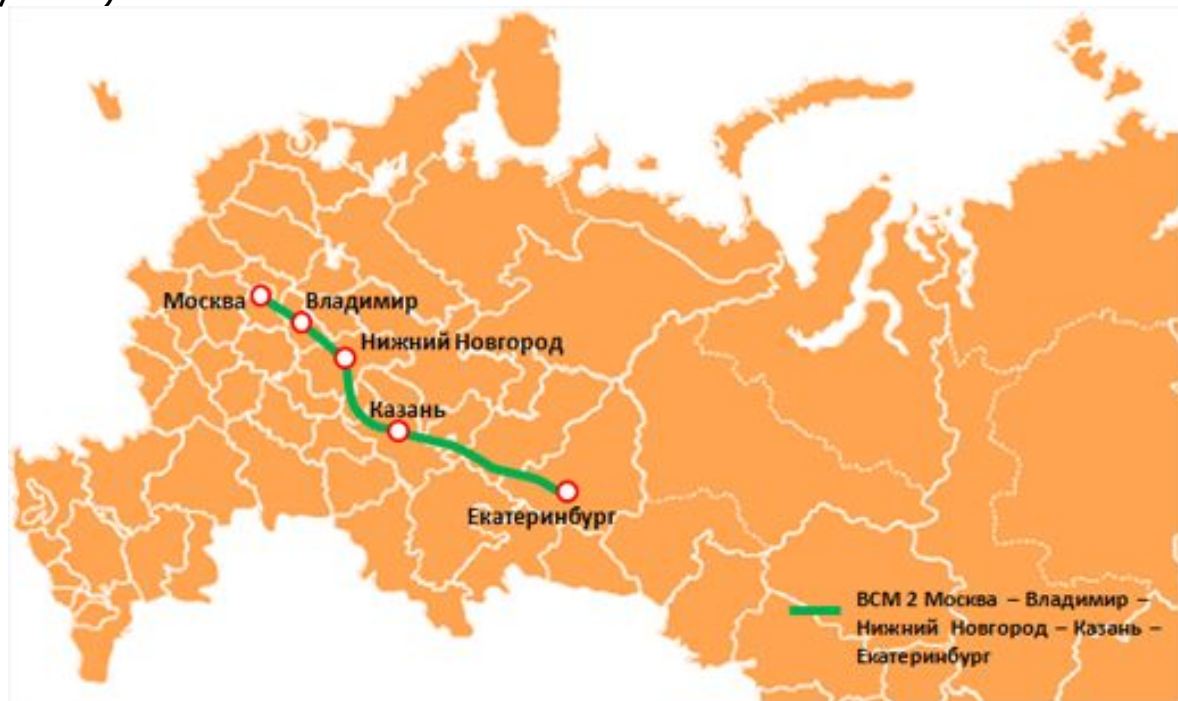 Москва
Владимир
Нижний Новгород
Казань
Екатеринбург
ВСМ 2 Москва – Владимир –
Нижний Новгород – Казань –
Екатеринбург